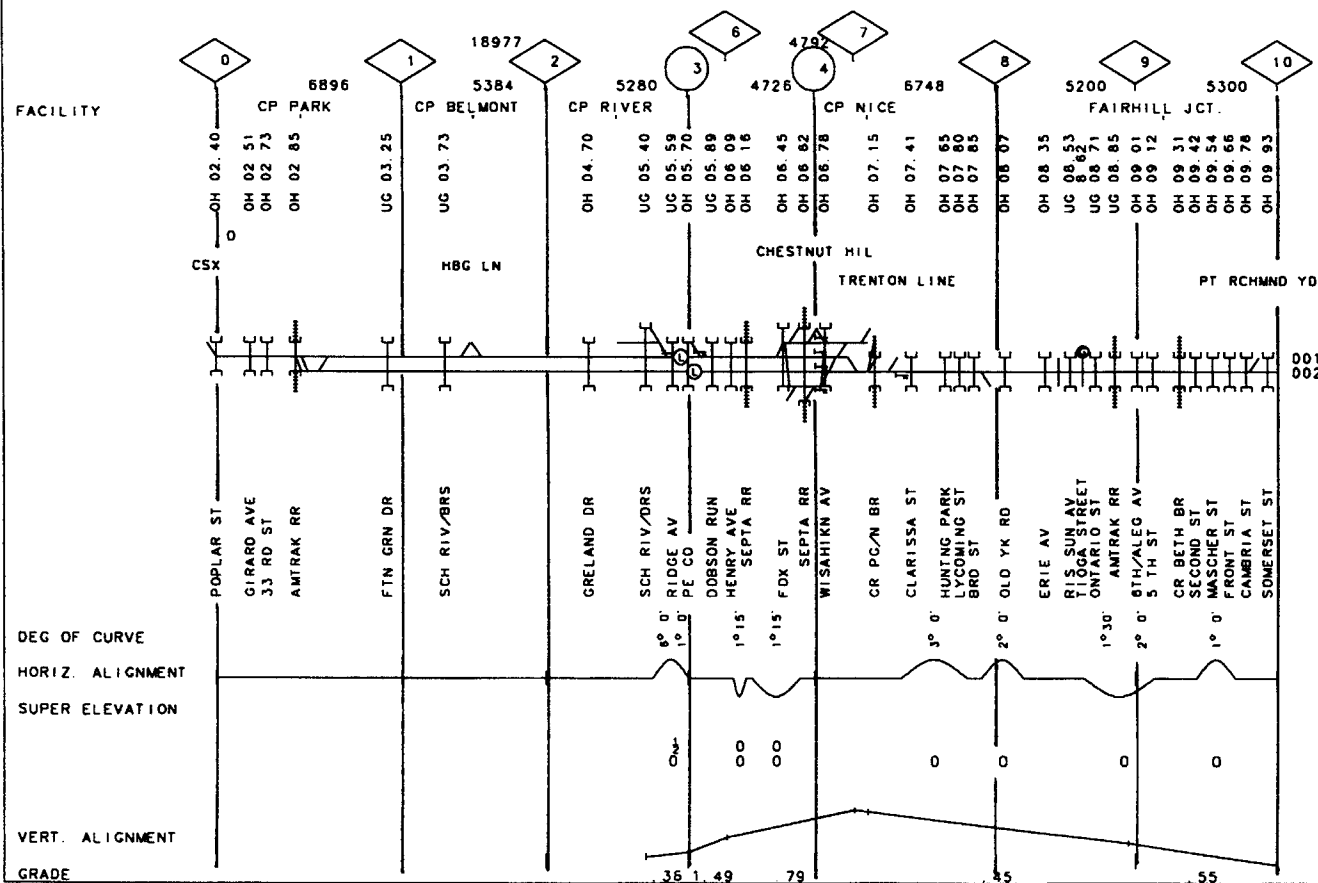 0 1 2 3 6 4 7 8 9 10
18977 4792
6896 5384 5280 4726 6748 5200 5300
FACILITY CP PARK CP BELMONT CP RIVER CP NICE FAIRHILL JCT.
OH 02.40
OH 02 51
OH 02 73
OH 02 85
UG 03.25
UG 03.73
OH 04.70
UG 05.40
UG 05.59
OH 05.70
UG 05.89
OH 06 09
OH 06 16
OH 06.45
OH 06 62
OH 06.78
OH 07.15
OH 07.41
OH 07 65
OH 07 80
OH 07 85
OH 08 07
OH 08 35
UG 08.53
8.62
UG 08 71
UG 08.85
OH 09 01
OH 09 12
OH 09.31
OH 09.42
OH 09.54
OH 09.66
OH 09.78
OH 09 93
0
CSX HBG LN CHESTNUT HIL
TRENTON LINE PT RCHMND YD
L
L
001
002
POPLAR ST
GIRARD AVE
33 RD ST
AMTRAK RR
FTN GRN DR
SCH RIV/BRS
GRELAND DR
SCH RIV/DRS
RIDGE AV
PE CO
DOBSON RUN
HENRY AVE
SEPTA RR
FOX ST
SEPTA RR
WISAHIKN AV
CR PG/N BR
CLARISSA ST
HUNTING PARK
LYCOMING ST
BRD ST
OLD YK RD
ERIE AV
RIS SUN AV
TIOGA STREET
ONTARIO ST
AMTRAK RR
6TH/ALEG AV
5 TH ST
CR BETH BR
SECOND ST
MASCHER ST
FRONT ST
CAMBRIA ST
SOMERSET ST
DEG OF CURVE 6° 0' 1° 0' 1°15' 1°15' 3° 0' 2° 0' 1°30' 2° 0' 1° 0'
HORIZ. ALIGNMENT
SUPER ELEVATION
1/2 0 0
0 0 0 0 0 0 0
VERT. ALIGNMENT
GRADE .36 1.49 .79 .45 .55